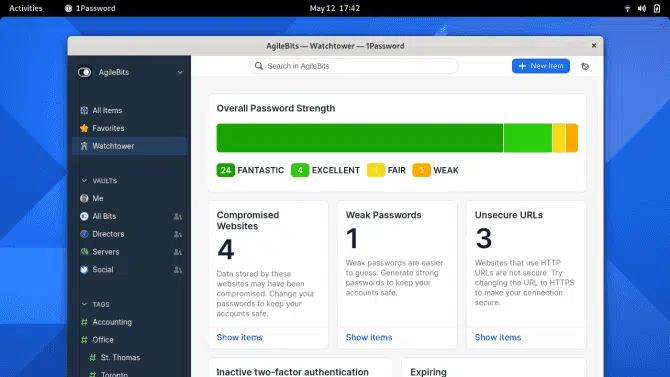 Activities
1Password
May 12 17:42
AgileBits — Watchtower — 1Password
AgileBits
Search in AgileBits
+ New Item
All Items
Favorites
Watchtower
VAULTS
Me
All Bits
Directors
Servers
Social
TAGS
# Accounting
# Office
# St. Thomas
# Toronto
Overall Password Strength
24 FANTASTIC 4 EXCELLENT 1 FAIR 1 WEAK
Compromised
Websites
4
Data stored by these
websites may have been
compromised. Change your
passwords to keep your
accounts safe.
Show items
Weak Passwords
1
Weak passwords are easier
to guess. Generate strong
passwords to keep your
accounts safe.
Show items
Unsecure URLs
3
Websites that use HTTP
URLs are not secure. Try
changing the URL to HTTPS
to make your connection
secure.
Show items
Inactive two-factor authentication
Expiring